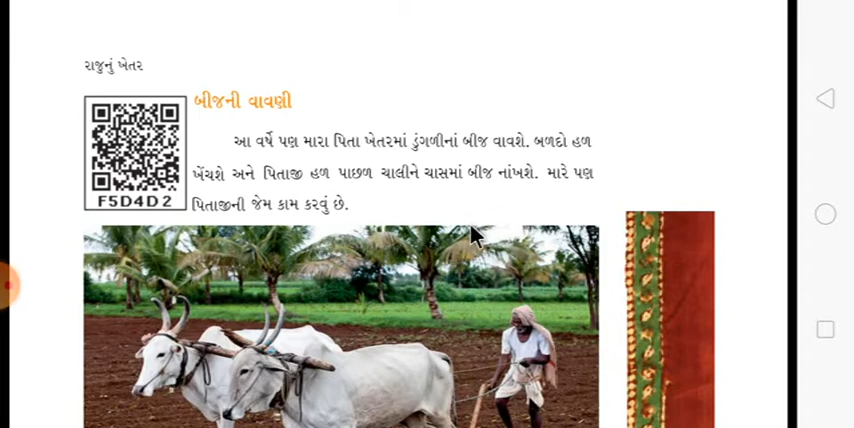 રાજુનું ખેતર
બીજની વાવણી
આ વર્ષે પણ મારા પિતા ખેતરમાં ડુંગળીનાં બીજ વાવશે. બળદો હળ
ખેંચશે અને પિતાજી હળ પાછળ ચાલીને ચાસમાં બીજ નાંખશે. મારે પણ
પિતાજીની જેમ કામ કરવું છે.
F5D4D2